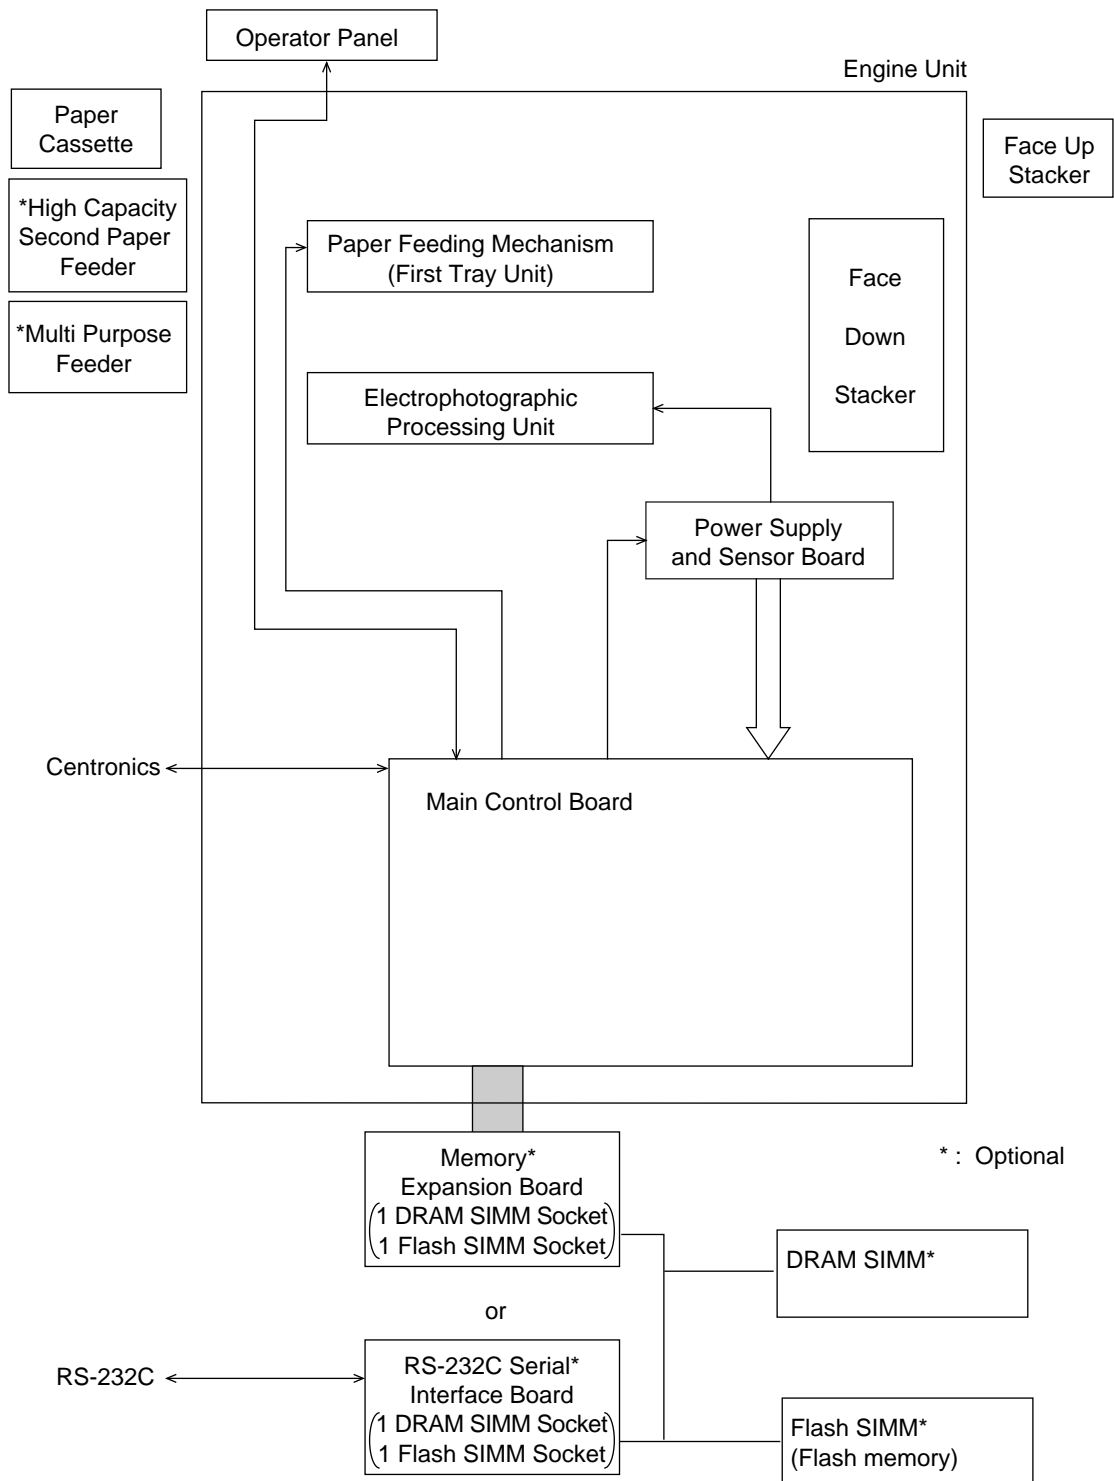 Operator Panel
Engine Unit
Paper
Cassette
Face Up
Stacker
*High Capacity
Second Paper
Feeder
Paper Feeding Mechanism
(First Tray Unit)
Face
Down
Stacker
*Multi Purpose
Feeder
Electrophotographic
Processing Unit
Power Supply
and Sensor Board
Centronics
Main Control Board
Memory*
Expansion Board
(1 DRAM SIMM Socket
1 Flash SIMM Socket)
* : Optional
DRAM SIMM*
or
RS-232C
RS-232C Serial*
Interface Board
(1 DRAM SIMM Socket
1 Flash SIMM Socket)
Flash SIMM*
(Flash memory)